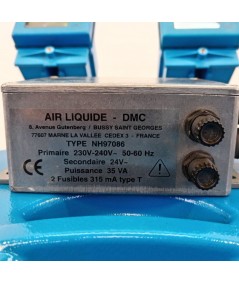 AIR LIQUIDE - DMC
8, Avenue Gutenberg / BUSSY SAINT GEORGES
77607 MARNE LA VALLEE CEDEX 3 - FRANCE
TYPE NH97086
Primaire 230V-240V~ 50-60 Hz
Secondaire 24V~
Puissance 35 VA
2 Fusibles 315 mA type T
CE